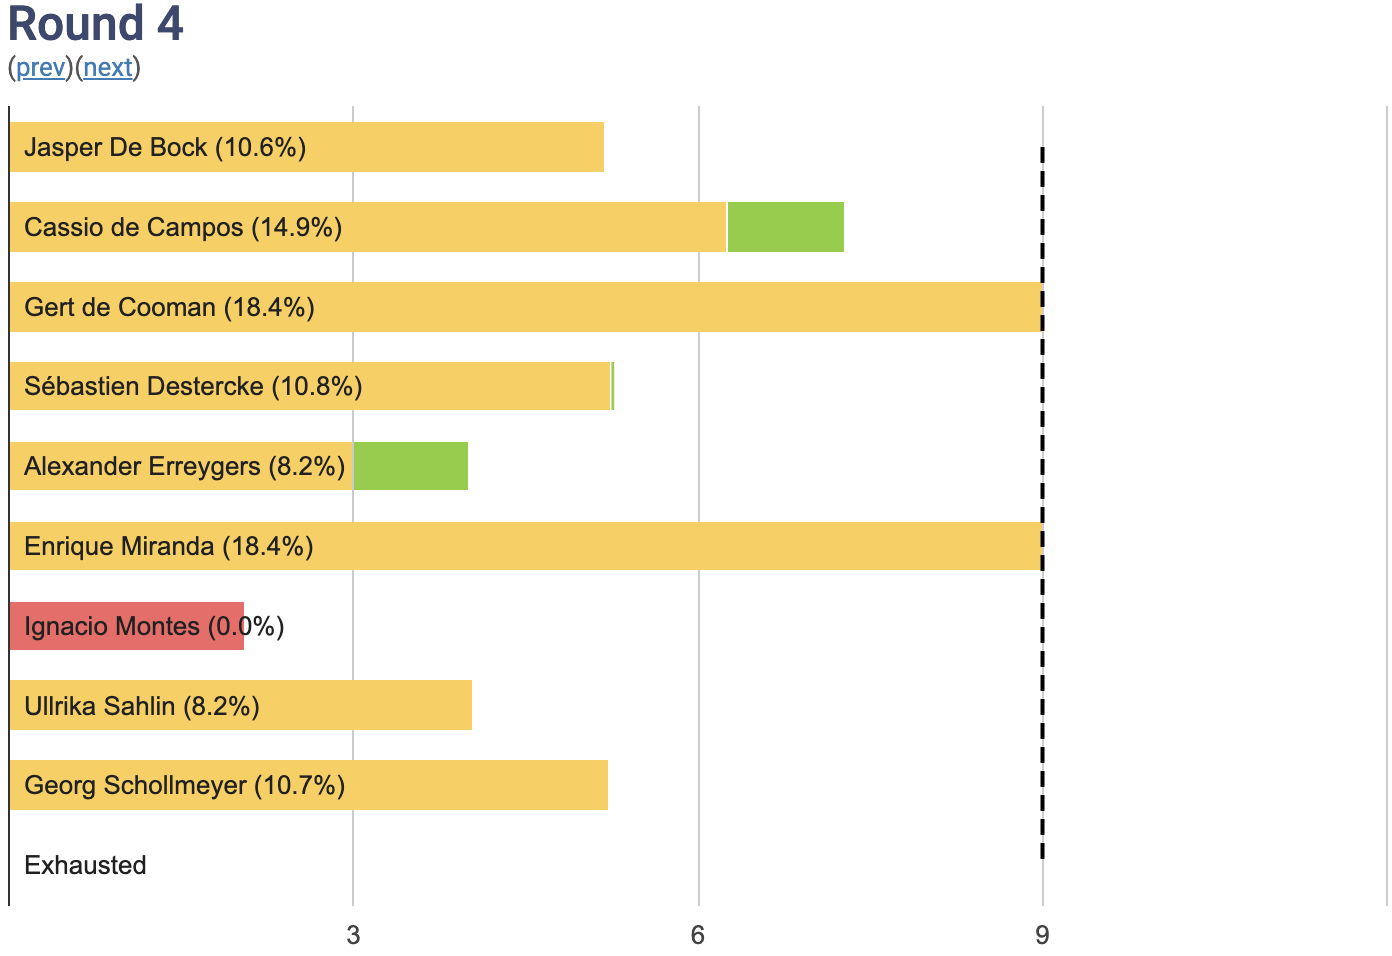 Round 4
(prev)(next)
Jasper De Bock (10.6%)
Cassio de Campos (14.9%)
Gert de Cooman (18.4%)
Sébastien Destercke (10.8%)
Alexander Erreygers (8.2%)
Enrique Miranda (18.4%)
Ignacio Montes (0.0%)
Ullrika Sahlin (8.2%)
Georg Schollmeyer (10.7%)
Exhausted
3 6 9